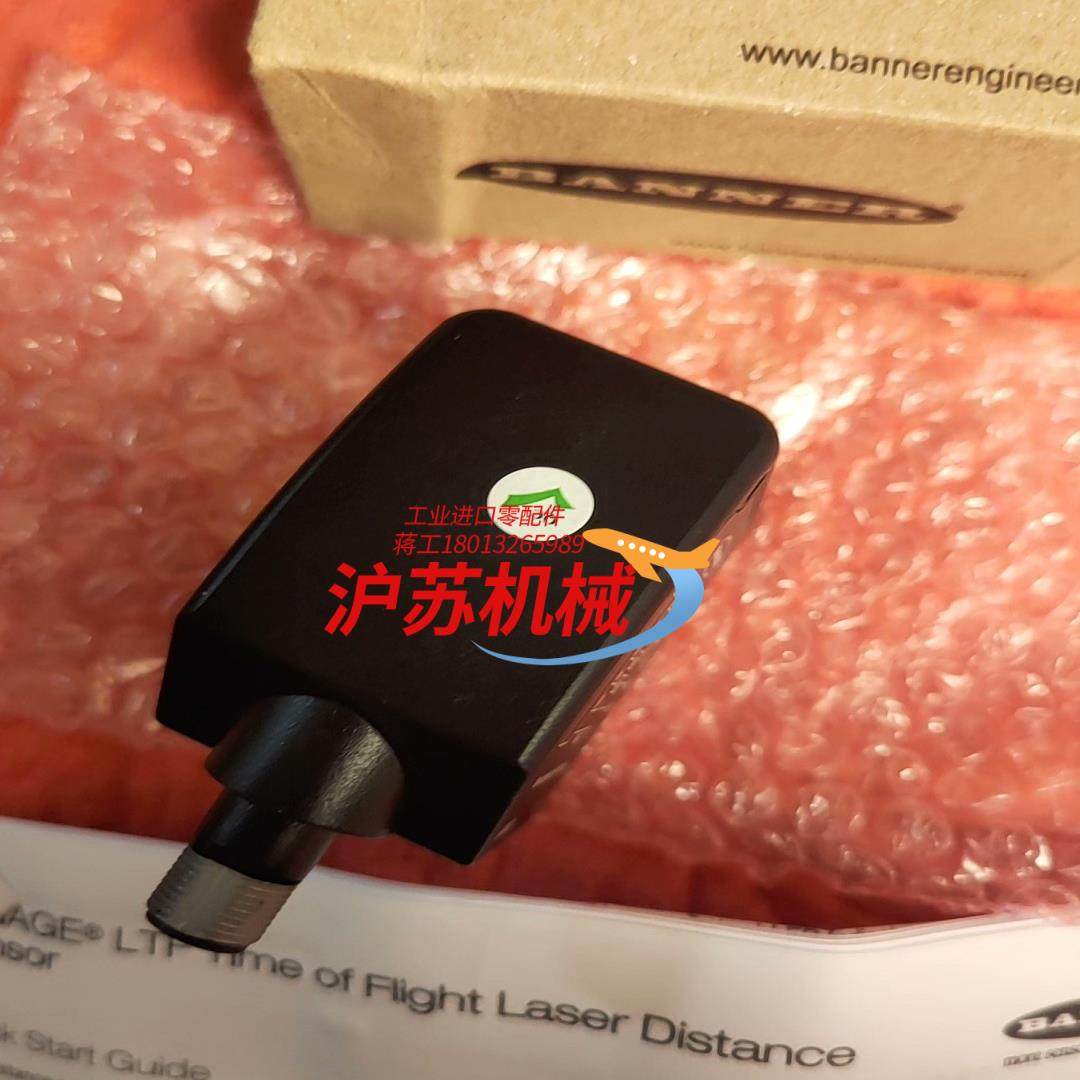 www.bannerengineer
BANNER
工业进口零配件
蒋工18013265989
沪苏机械
AGE® LTF Time of Flight Laser Distance
nsor
k Start Guide
BA